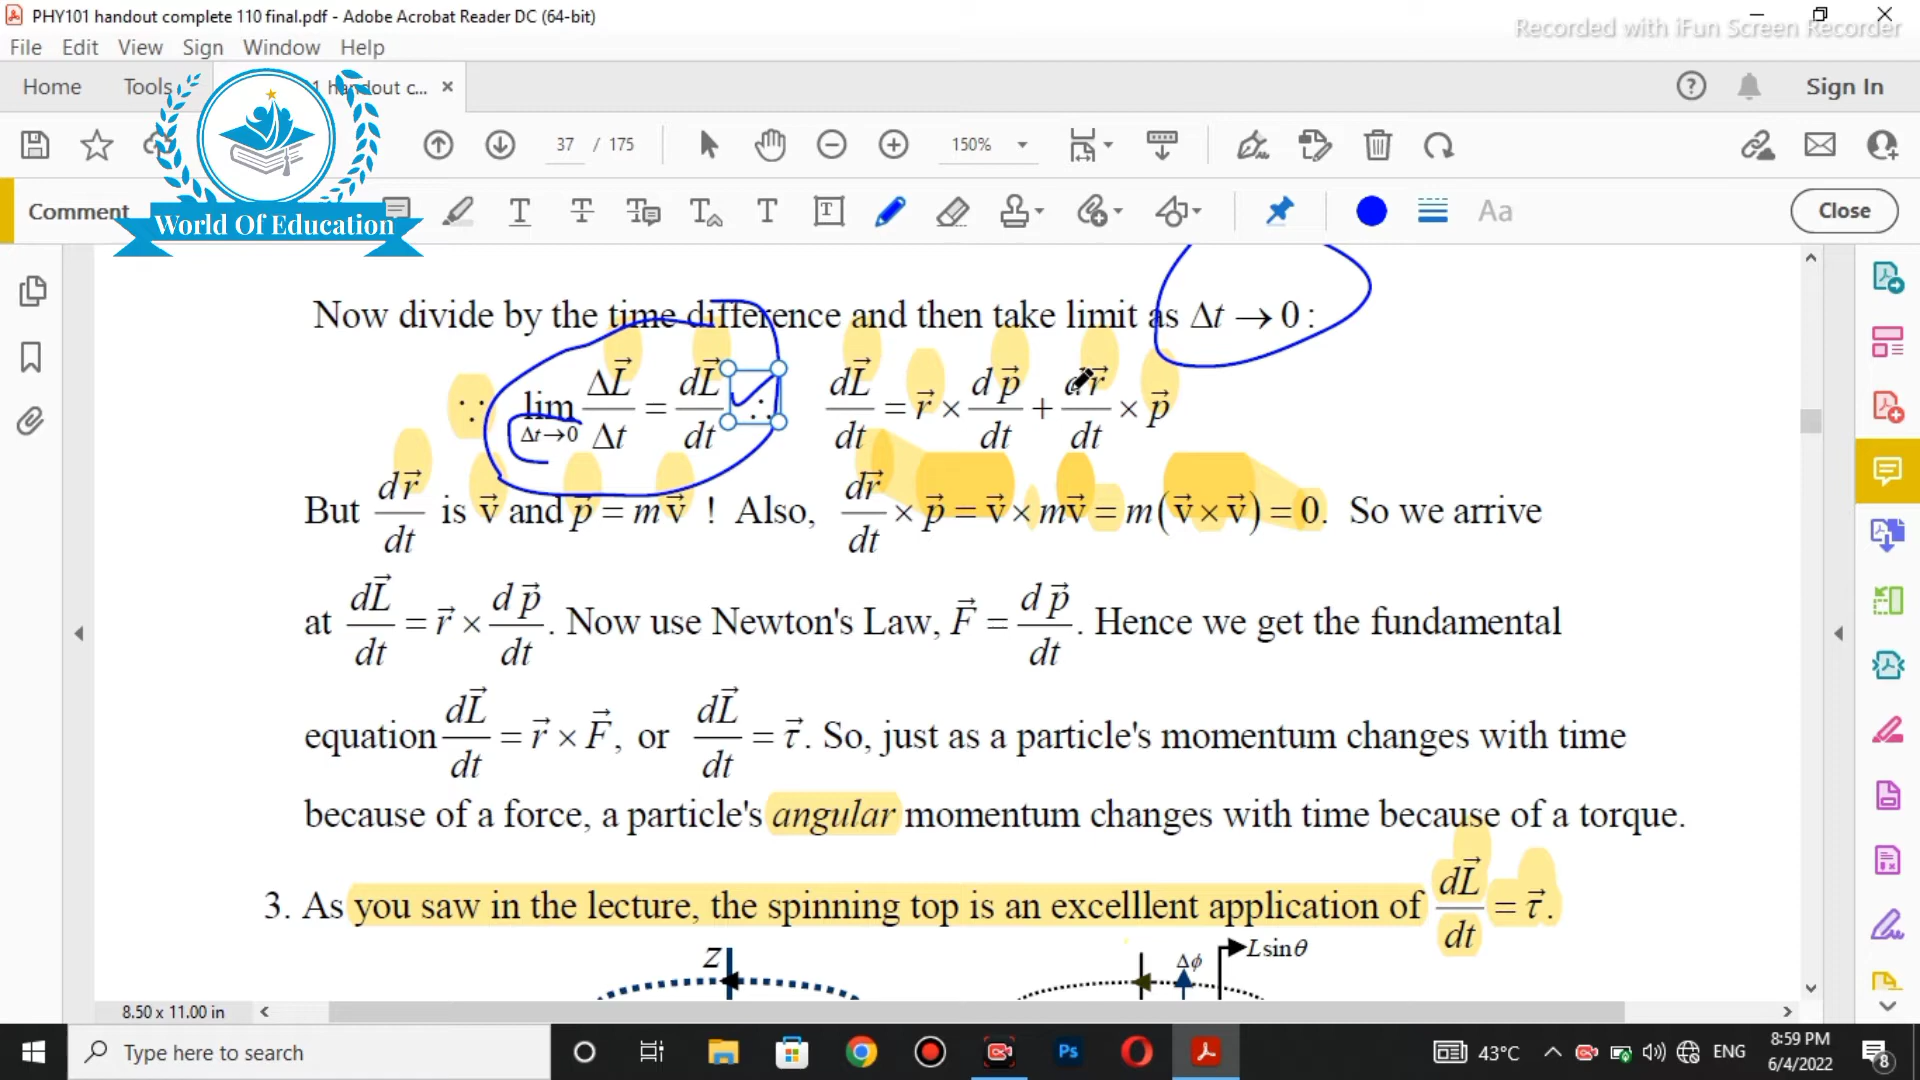 PHY101 handout complete 110 final.pdf - Adobe Acrobat Reader DC (64-bit)
Recorded with iFun Screen Recorder
File Edit View Sign Window Help
Home Tools handout c... × Sign In
37 / 175 150%
Comment Aa Close
World Of Education
Now divide by the time difference and then take limit as Δt → 0 :
∵ lim_{Δt→0} ΔL⃗/Δt = dL⃗/dt ∴ dL⃗/dt = r⃗ × dp⃗/dt + dr⃗/dt × p⃗
But dr⃗/dt is v⃗ and p⃗ = mv⃗ ! Also, dr⃗/dt × p⃗ = v⃗ × mv⃗ = m(v⃗ × v⃗) = 0. So we arrive
at dL⃗/dt = r⃗ × dp⃗/dt. Now use Newton's Law, F⃗ = dp⃗/dt. Hence we get the fundamental
equation dL⃗/dt = r⃗ × F⃗, or dL⃗/dt = τ⃗. So, just as a particle's momentum changes with time
because of a force, a particle's angular momentum changes with time because of a torque.
3. As you saw in the lecture, the spinning top is an excelllent application of dL⃗/dt = τ⃗.
z Δϕ L sin θ
8.50 x 11.00 in
Type here to search Ps 43°C ENG 8:59 PM
6/4/2022 8